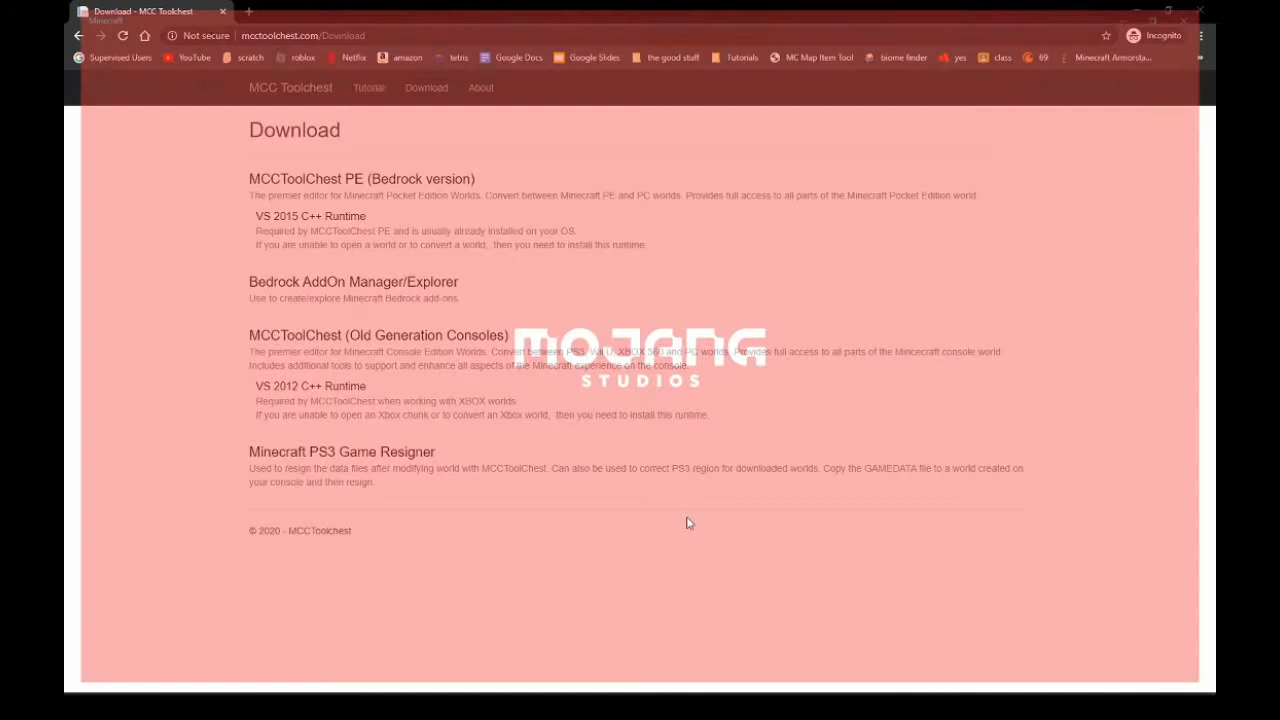 Download - MCC Toolchest
Minecraft
Not secure mcctoolchest.com/Download Incognito
Supervised Users YouTube scratch roblox Netflix amazon tetris Google Docs Google Slides the good stuff Tutorials MC Map Item Tool biome finder yes class 69 Minecraft Armorsta...
MCC Toolchest Tutorial Download About
Download
MCCToolChest PE (Bedrock version)
The premier editor for Minecraft Pocket Edition Worlds. Convert between Minecraft PE and PC worlds. Provides full access to all parts of the Minecraft Pocket Edition world.
VS 2015 C++ Runtime
Required by MCCToolChest PE and is usually already installed on your OS.
If you are unable to open a world or to convert a world, then you need to install this runtime.
Bedrock AddOn Manager/Explorer
Use to create/explore Minecraft Bedrock add-ons.
MCCToolChest (Old Generation Consoles)
The premier editor for Minecraft Console Edition Worlds. Convert between PS3, Wii U, XBOX 360 and PC worlds. Provides full access to all parts of the Minicecraft console world.
Includes additional tools to support and enhance all aspects of the Minecraft experience on the console.
MOJANG
STUDIOS
VS 2012 C++ Runtime
Required by MCCToolChest when working with XBOX worlds.
If you are unable to open an Xbox chunk or to convert an Xbox world, then you need to install this runtime.
Minecraft PS3 Game Resigner
Used to resign the data files after modifying world with MCCToolChest. Can also be used to correct PS3 region for downloaded worlds. Copy the GAMEDATA file to a world created on
your console and then resign.
© 2020 - MCCToolchest